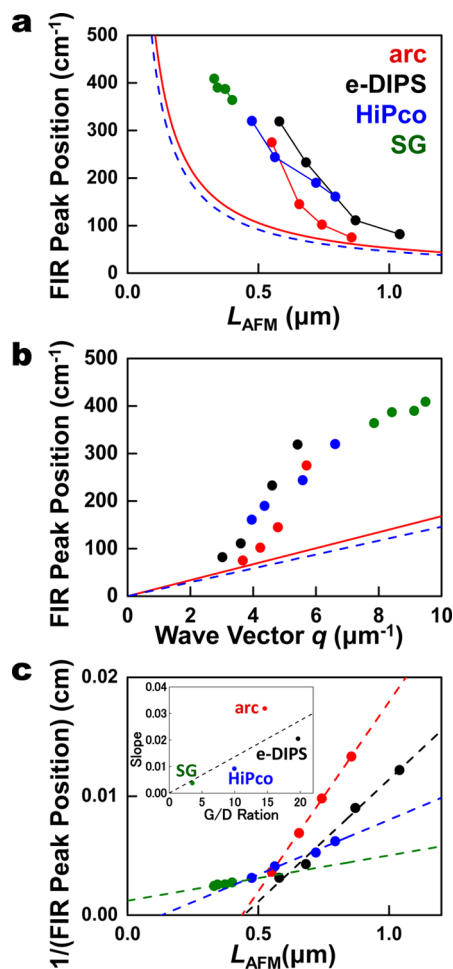 a
FIR Peak Position (cm-1)
500
400
300
200
100
0
arc
e-DIPS
HiPco
SG
0.0
0.5
1.0
LAFM (μm)
b
FIR Peak Position (cm-1)
500
400
300
200
100
0
0
2
4
6
8
10
Wave Vector q (μm-1)
c
1/(FIR Peak Position) (cm)
0.02
0.01
0.00
Slope
0.04
0.03
0.02
0.01
0.00
arc
e-DIPS
SG
HiPco
0
5
10
15
20
G/D Ration
0.0
0.5
1.0
LAFM(μm)